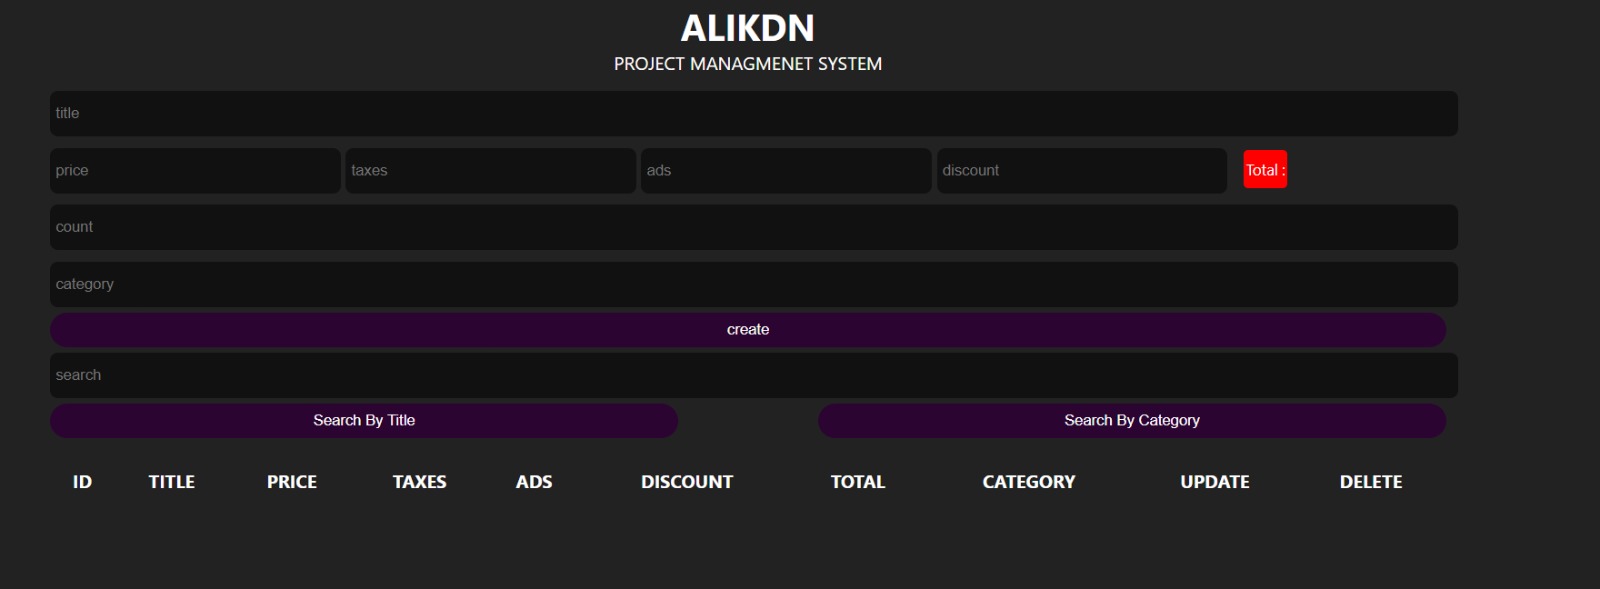 ALIKDN
PROJECT MANAGMENET SYSTEM
title
price taxes ads discount Total :
count
category
create
search
Search By Title Search By Category
ID TITLE PRICE TAXES ADS DISCOUNT TOTAL CATEGORY UPDATE DELETE